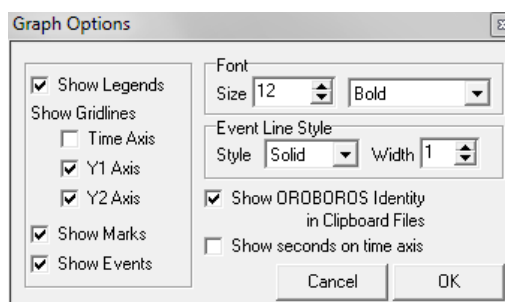 Graph Options
Show Legends
Show Gridlines
Time Axis
Y1 Axis
Y2 Axis
Show Marks
Show Events
Font
Size 12 Bold
Event Line Style
Style Solid Width 1
Show OROBOROS Identity
in Clipboard Files
Show seconds on time axis
Cancel OK